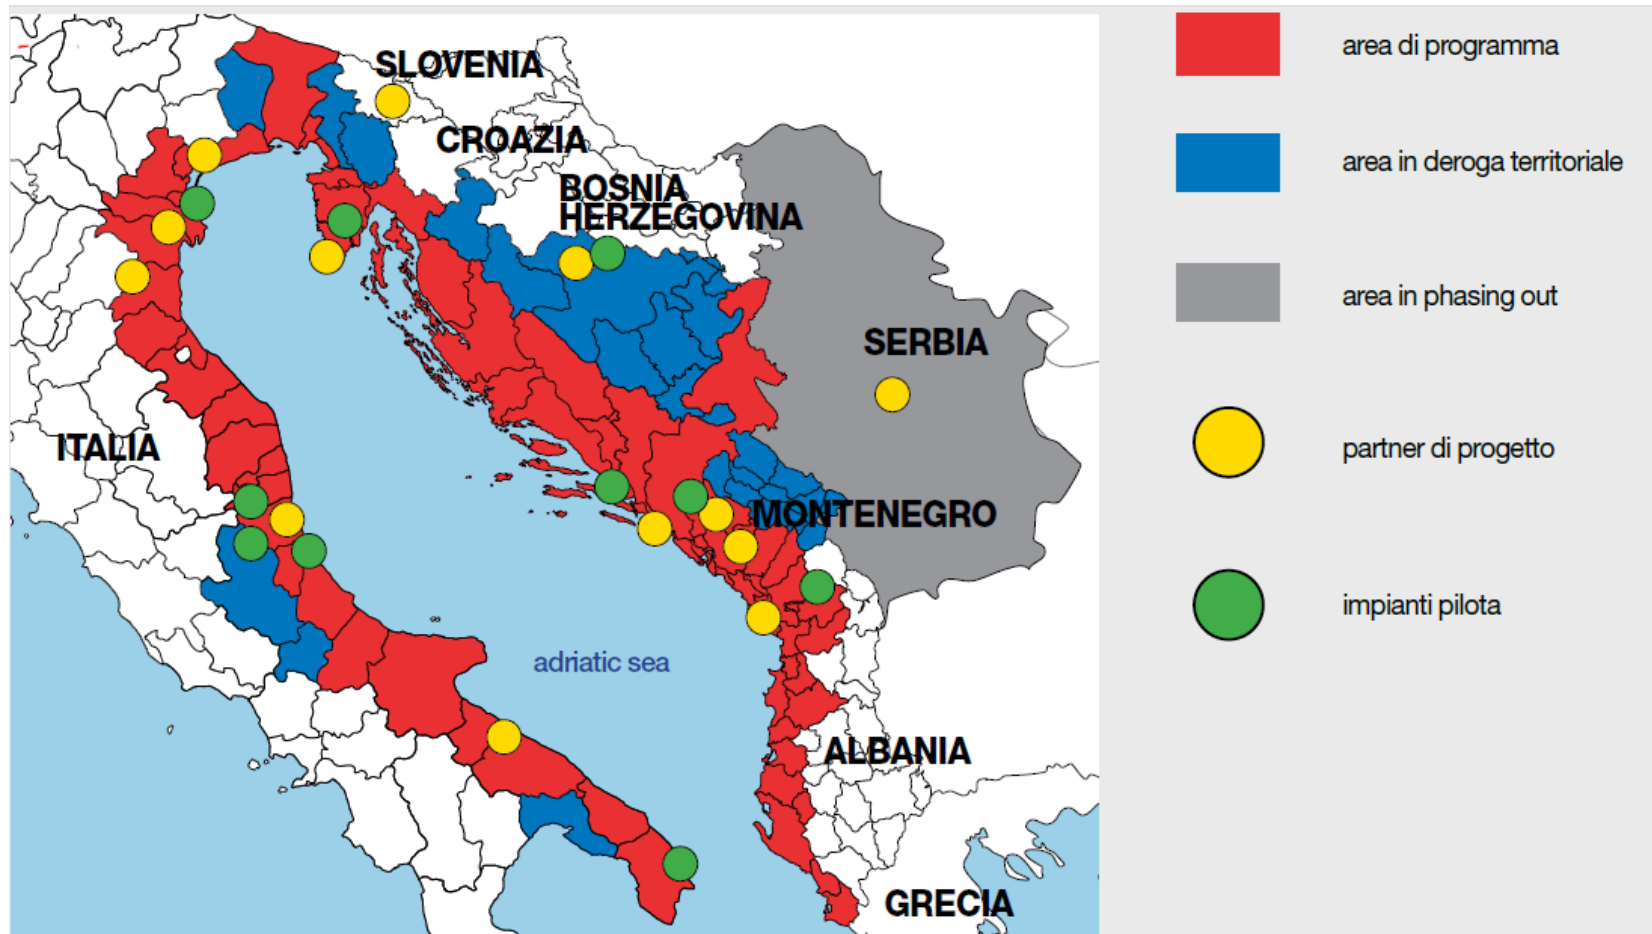 SLOVENIA
CROAZIA
BOSNIA
HERZEGOVINA
SERBIA
ITALIA
MONTENEGRO
adriatic sea
ALBANIA
GRECIA
area di programma
area in deroga territoriale
area in phasing out
partner di progetto
impianti pilota